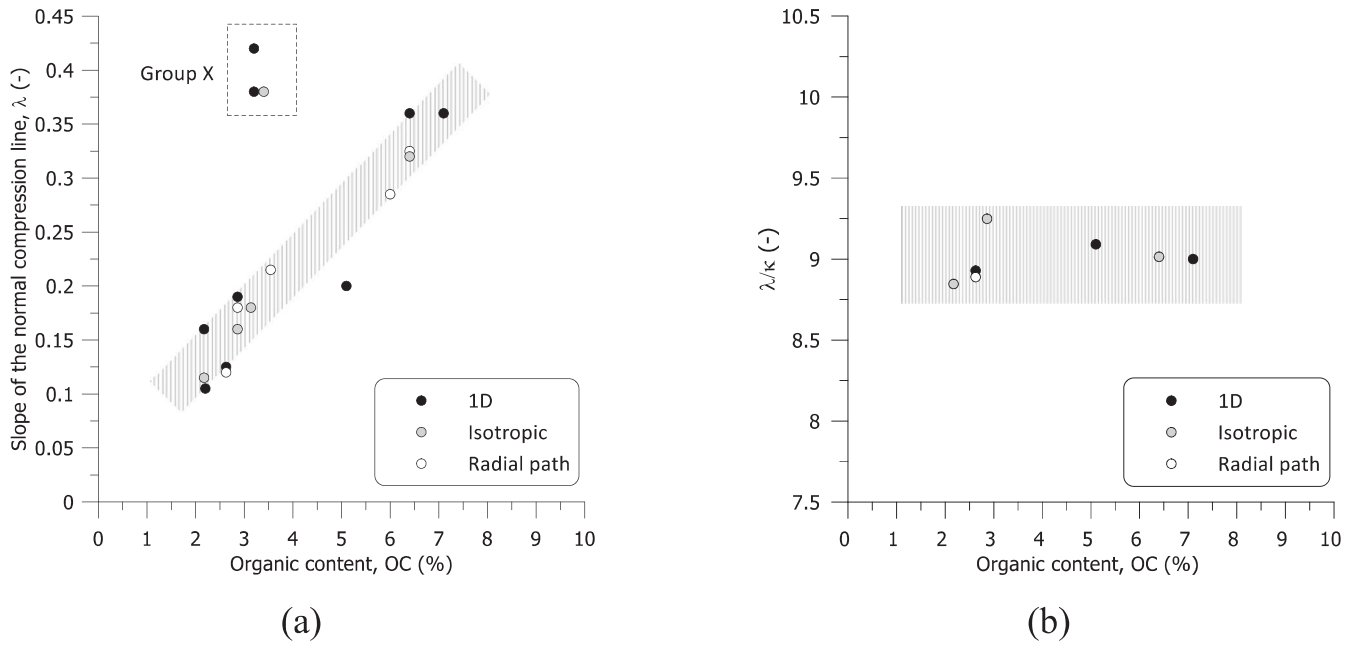 0.45
0.4
0.35
0.3
0.25
0.2
0.15
0.1
0.05
0
Slope of the normal compression line, λ (-)
Group X
1D
Isotropic
Radial path
0 1 2 3 4 5 6 7 8 9 10
Organic content, OC (%)
(a)
10.5
10
9.5
9
8.5
8
7.5
λ/κ (-)
1D
Isotropic
Radial path
0 1 2 3 4 5 6 7 8 9 10
Organic content, OC (%)
(b)